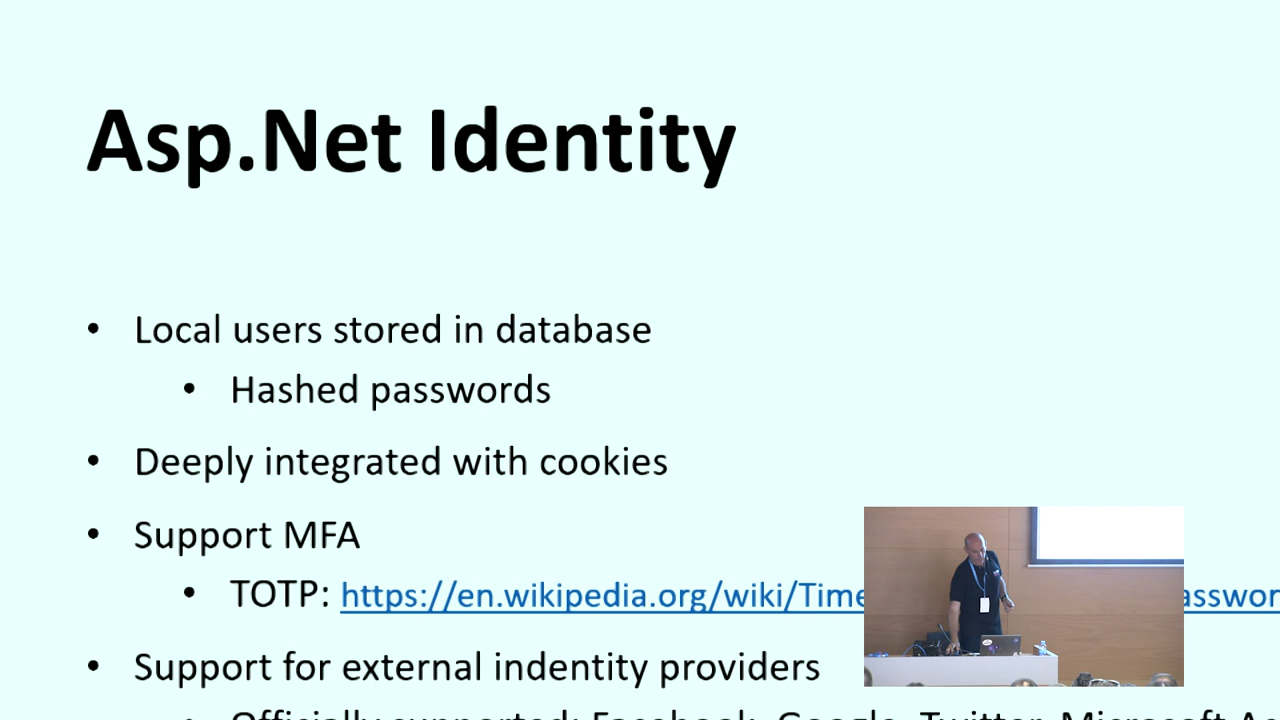 Asp.Net Identity
• Local users stored in database
• Hashed passwords
• Deeply integrated with cookies
• Support MFA
• TOTP: https://en.wikipedia.org/wiki/Time
• Support for external indentity providers
• Officially supported: Facebook, Google, Twitter, Microsoft